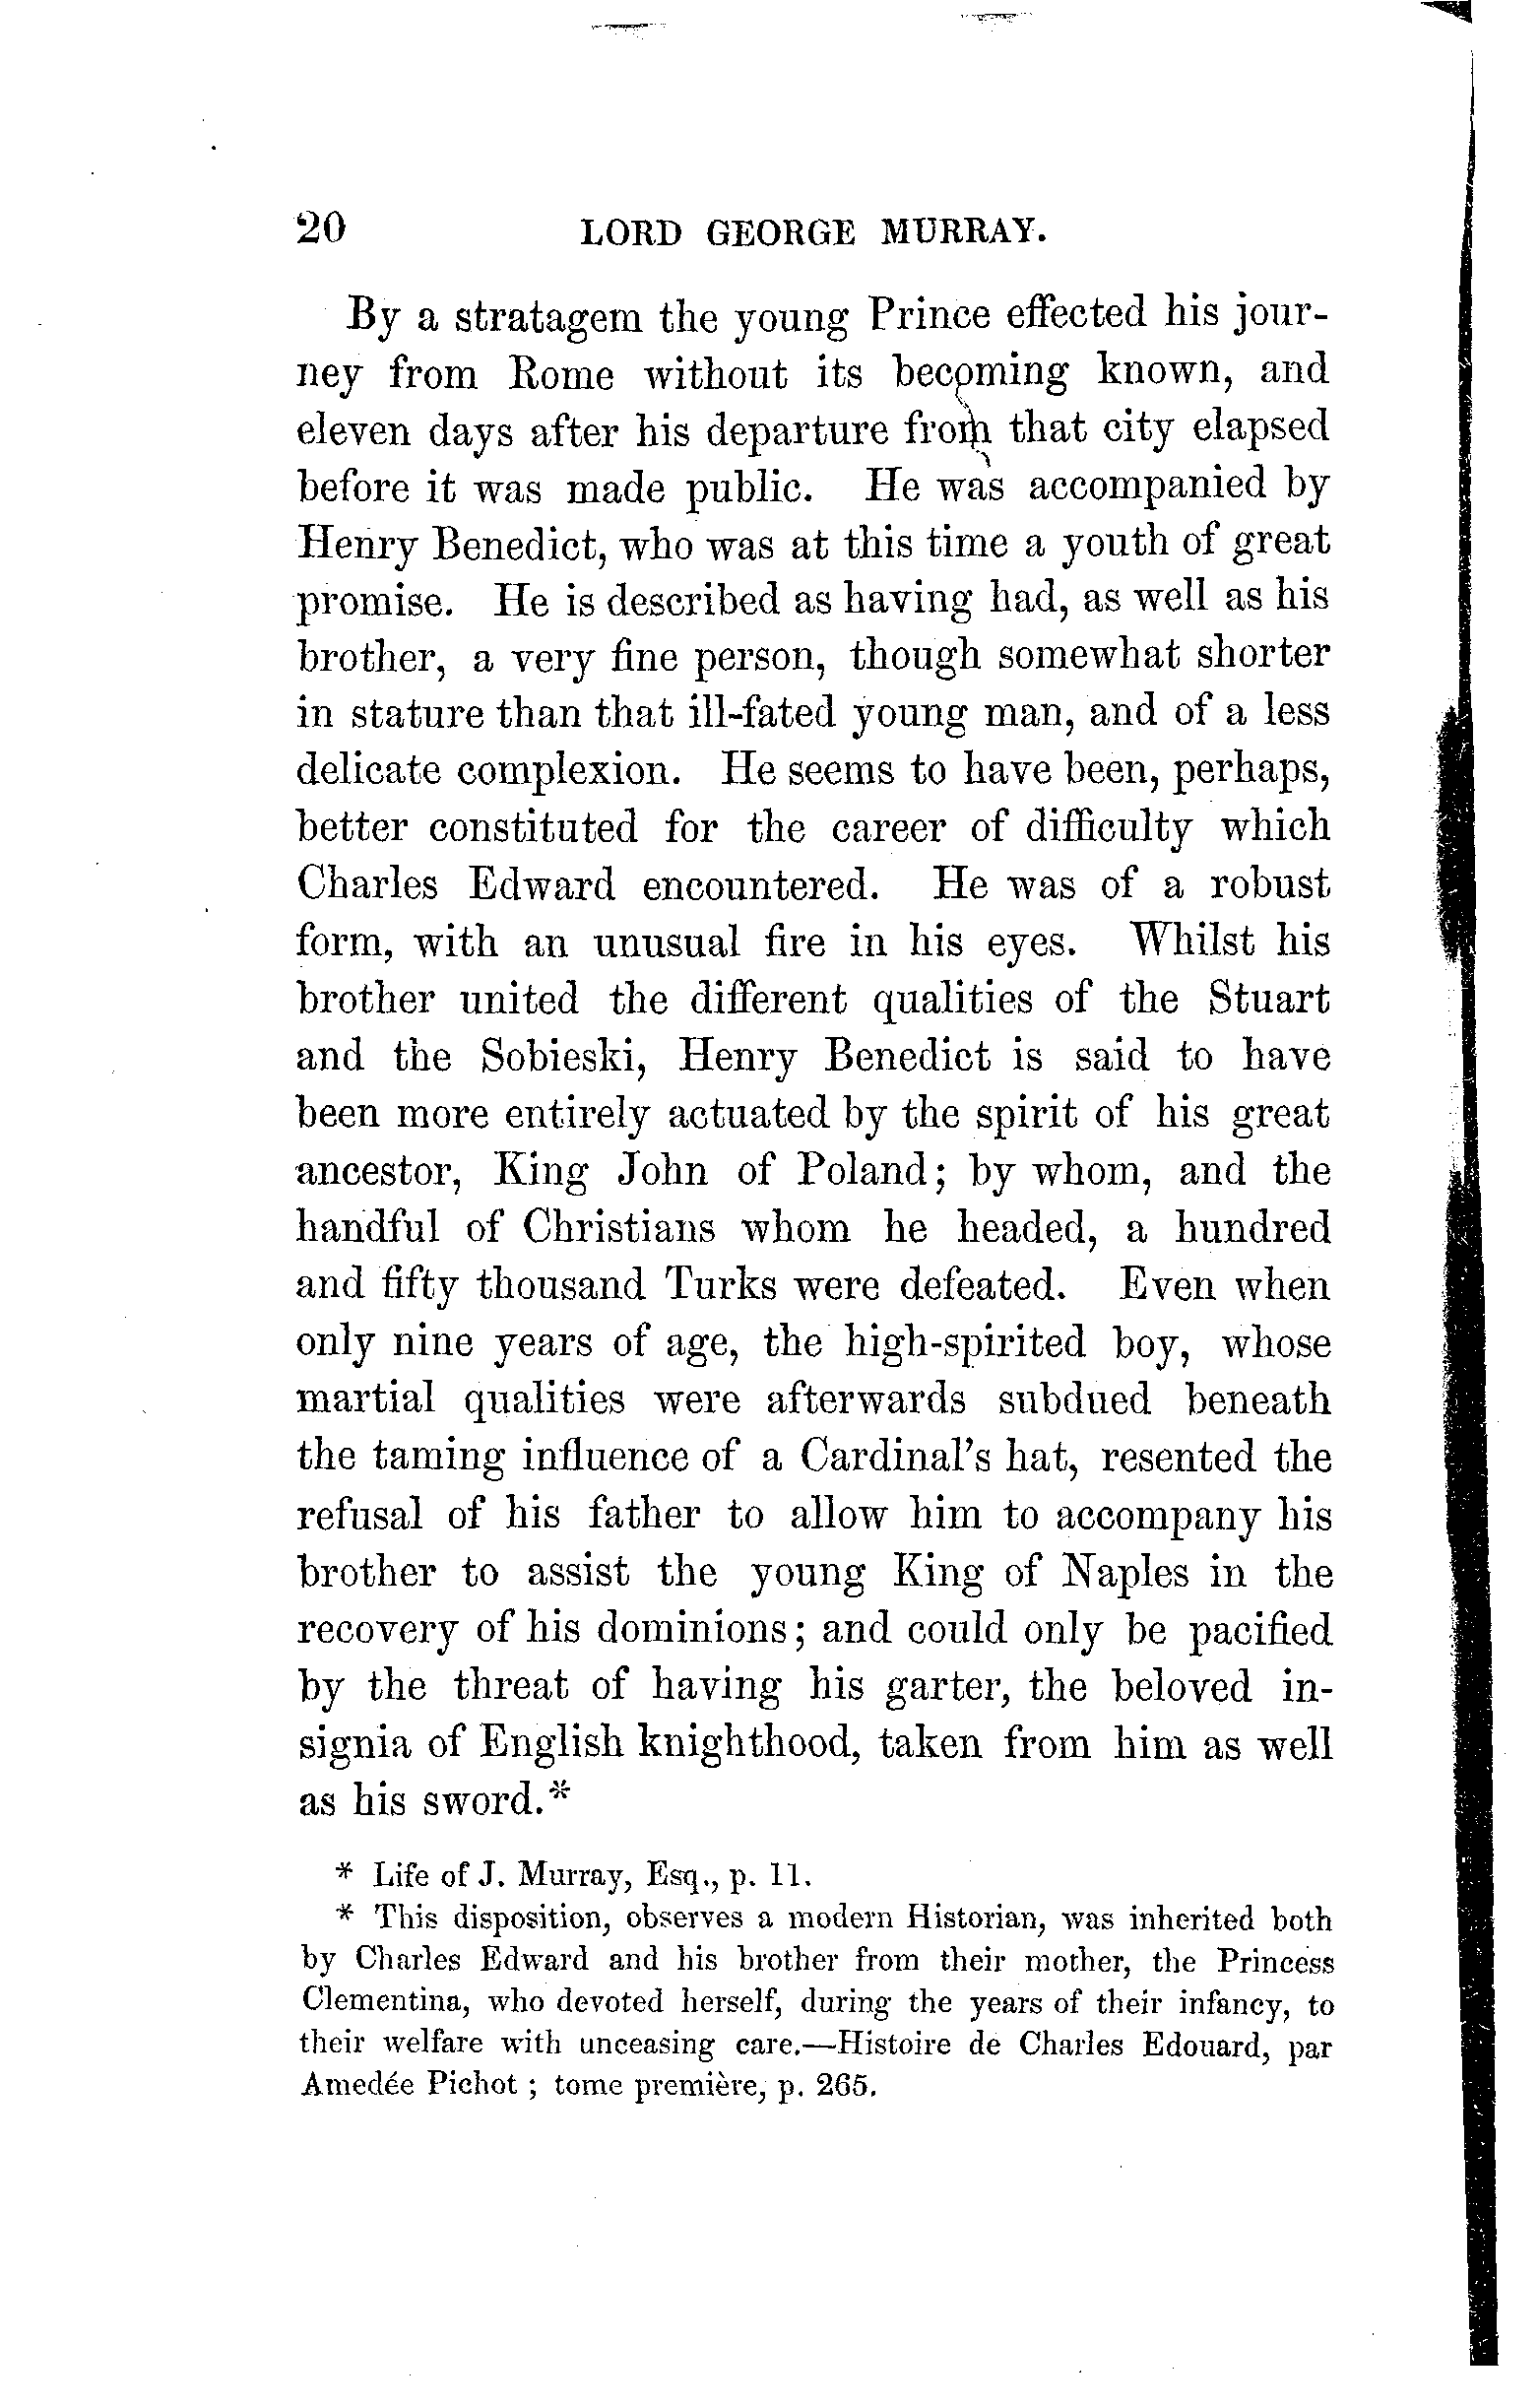 20 LORD GEORGE MURRAY.
By a stratagem the young Prince effected his jour-
ney from Rome without its becoming known, and
eleven days after his departure from that city elapsed
before it was made public. He was accompanied by
Henry Benedict, who was at this time a youth of great
promise. He is described as having had, as well as his
brother, a very fine person, though somewhat shorter
in stature than that ill-fated young man, and of a less
delicate complexion. He seems to have been, perhaps,
better constituted for the career of difficulty which
Charles Edward encountered. He was of a robust
form, with an unusual fire in his eyes. Whilst his
brother united the different qualities of the Stuart
and the Sobieski, Henry Benedict is said to have
been more entirely actuated by the spirit of his great
ancestor, King John of Poland; by whom, and the
handful of Christians whom he headed, a hundred
and fifty thousand Turks were defeated. Even when
only nine years of age, the high-spirited boy, whose
martial qualities were afterwards subdued beneath
the taming influence of a Cardinal's hat, resented the
refusal of his father to allow him to accompany his
brother to assist the young King of Naples in the
recovery of his dominions; and could only be pacified
by the threat of having his garter, the beloved in-
signia of English knighthood, taken from him as well
as his sword.*
* Life of J. Murray, Esq., p. 11.
* This disposition, observes a modern Historian, was inherited both
by Charles Edward and his brother from their mother, the Princess
Clementina, who devoted herself, during the years of their infancy, to
their welfare with unceasing care.—Histoire de Charles Edouard, par
Amedée Pichot ; tome première, p. 265.